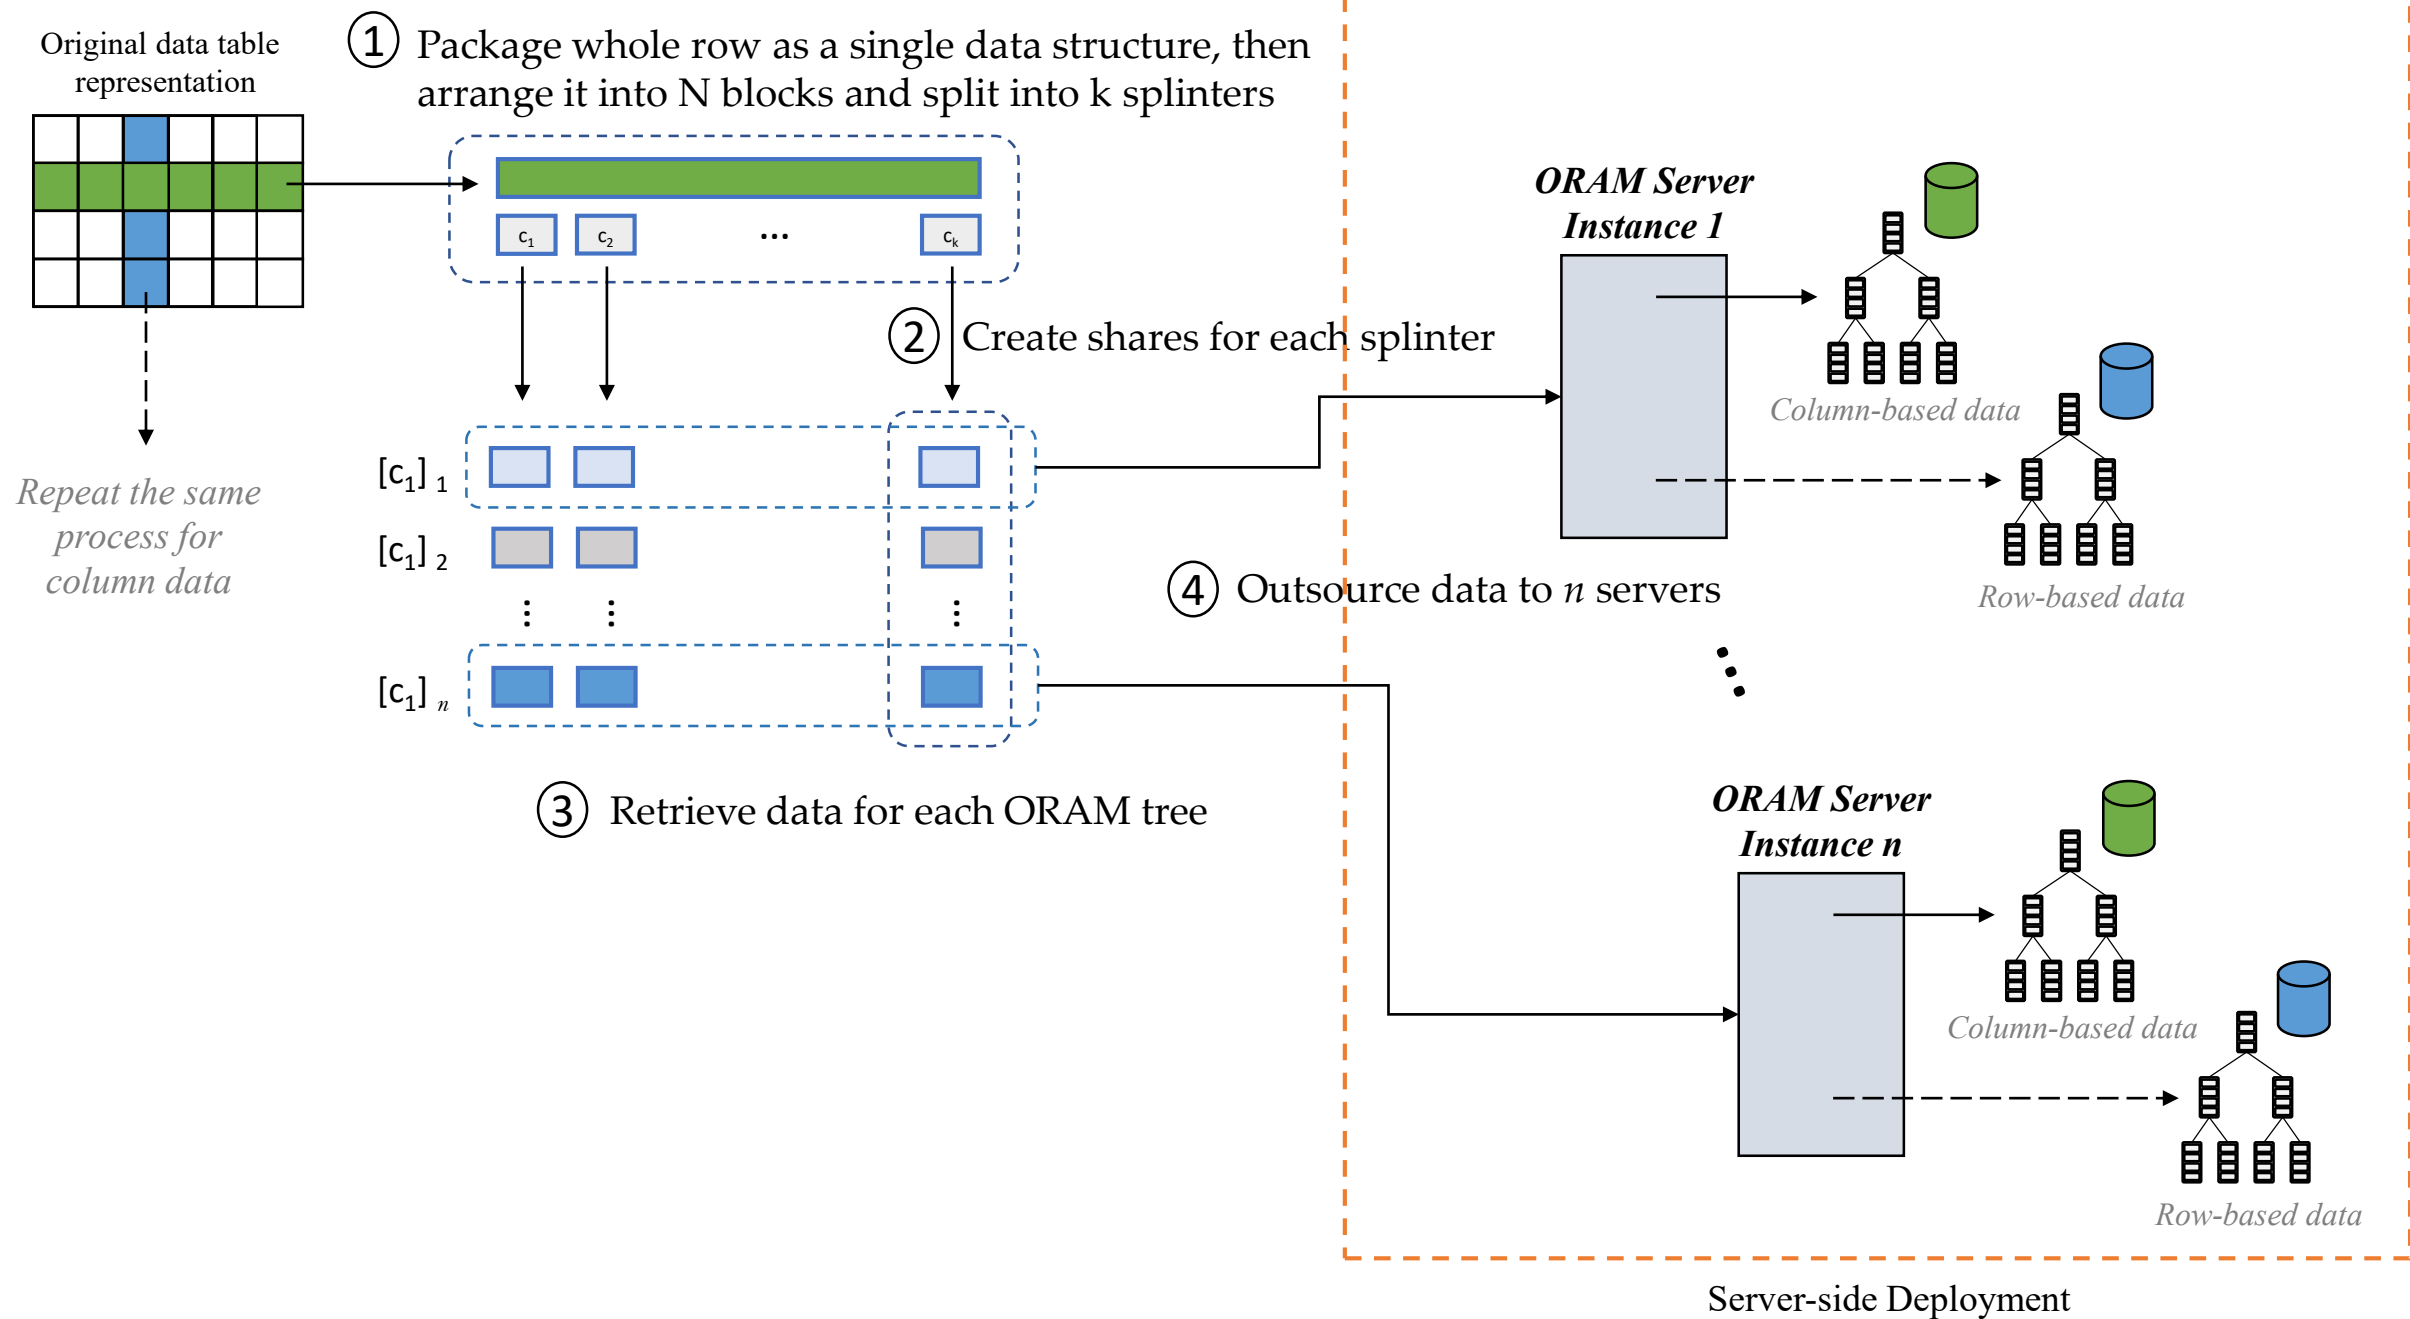 Original data table
representation
① Package whole row as a single data structure, then
arrange it into N blocks and split into k splinters
c₁ c₂ ... cₖ
② Create shares for each splinter
[c₁] ₁
[c₁] ₂
[c₁] ₙ
Repeat the same
process for
column data
③ Retrieve data for each ORAM tree
④ Outsource data to n servers
ORAM Server
Instance 1
Column-based data
Row-based data
ORAM Server
Instance n
Column-based data
Row-based data
Server-side Deployment